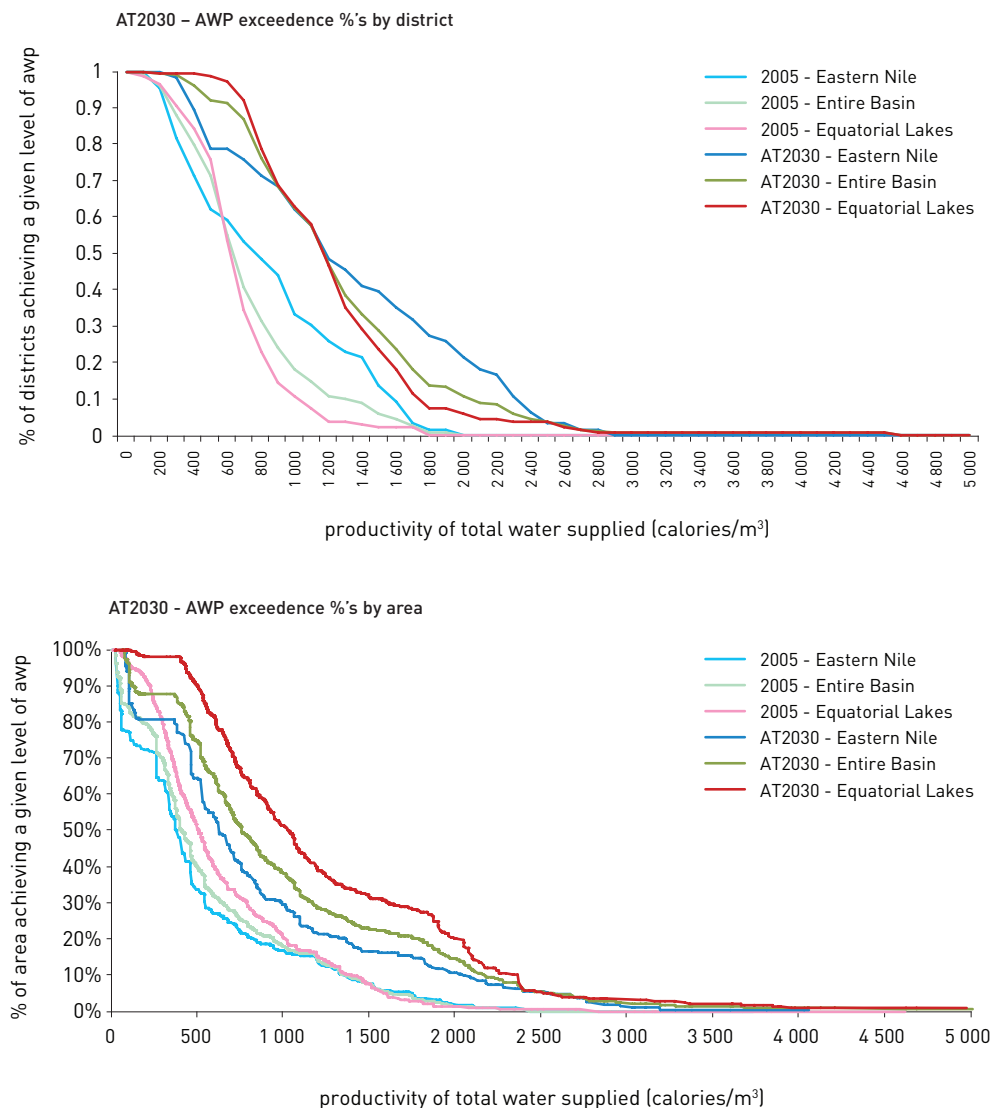 AT2030 – AWP exceedence %'s by district
% of districts achieving a given level of awp
1
0.9
0.8
0.7
0.6
0.5
0.4
0.3
0.2
0.1
0
2005 - Eastern Nile
2005 - Entire Basin
2005 - Equatorial Lakes
AT2030 - Eastern Nile
AT2030 - Entire Basin
AT2030 - Equatorial Lakes
0 200 400 600 800 1 000 1 200 1 400 1 600 1 800 2 000 2 200 2 400 2 600 2 800 3 000 3 200 3 400 3 600 3 800 4 000 4 200 4 400 4 600 4 800 5 000
productivity of total water supplied (calories/m³)
AT2030 - AWP exceedence %'s by area
% of area achieving a given level of awp
100%
90%
80%
70%
60%
50%
40%
30%
20%
10%
0%
2005 - Eastern Nile
2005 - Entire Basin
2005 - Equatorial Lakes
AT2030 - Eastern Nile
AT2030 - Entire Basin
AT2030 - Equatorial Lakes
0 500 1 000 1 500 2 000 2 500 3 000 3 500 4 000 4 500 5 000
productivity of total water supplied (calories/m³)